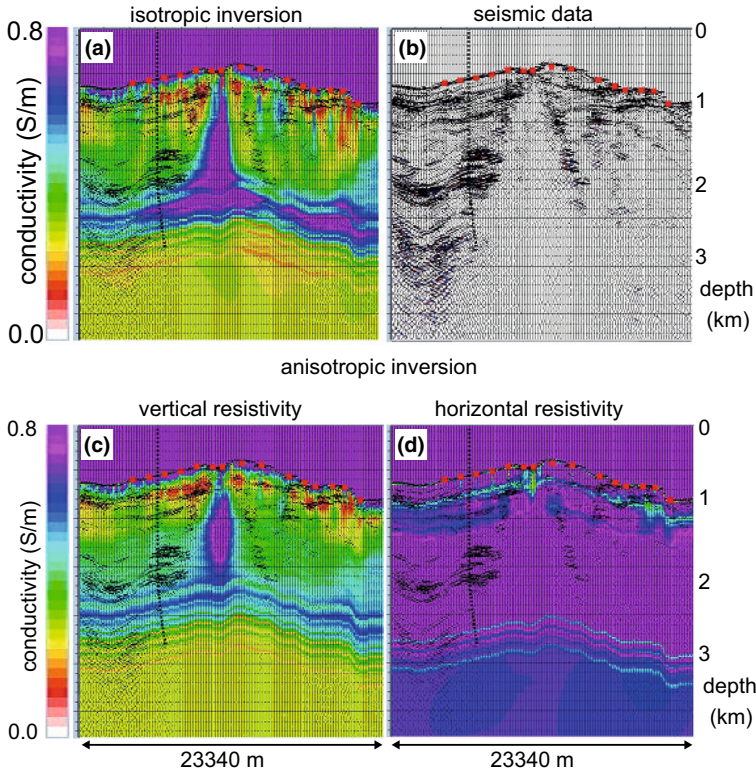 isotropic inversion
seismic data
0.8
(a)
(b)
0
conductivity (S/m)
1
2
3
0.0
depth
(km)
anisotropic inversion
vertical resistivity
horizontal resistivity
0.8
(c)
(d)
0
conductivity (S/m)
1
2
3
0.0
depth
(km)
23340 m
23340 m